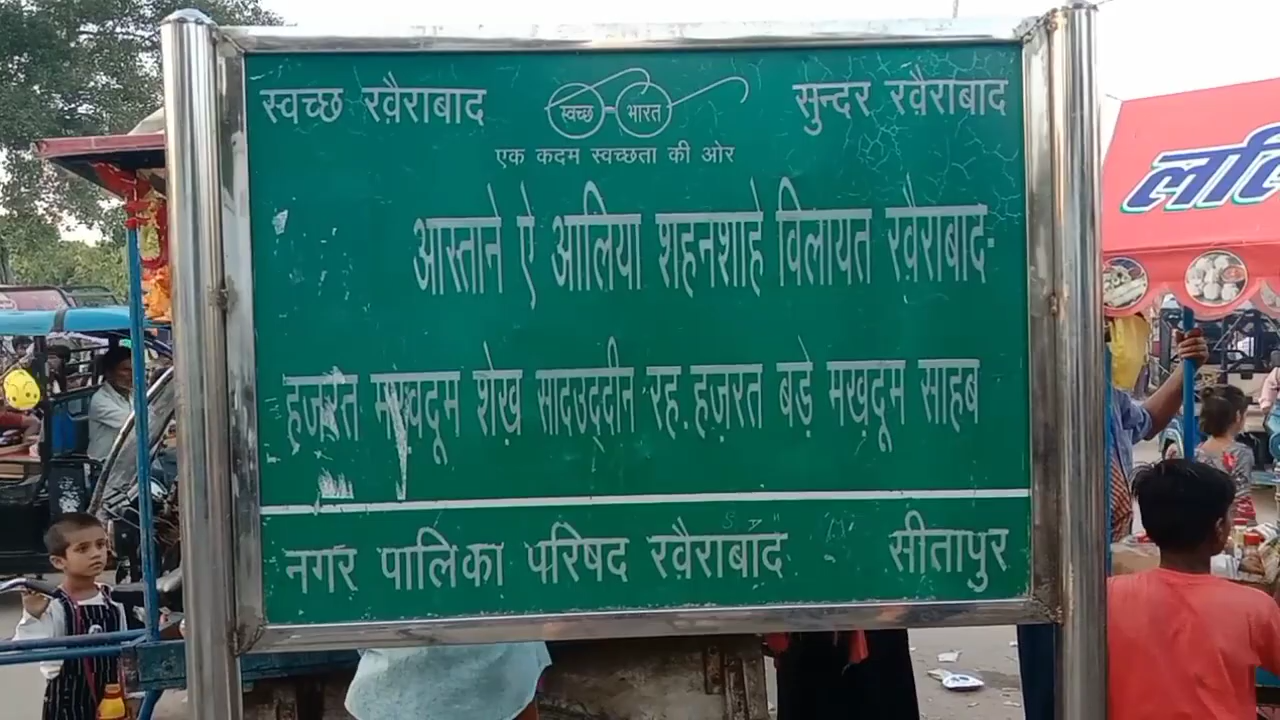 स्वच्छ ख़ैराबाद स्वच्छ भारत सुन्दर ख़ैराबाद
एक कदम स्वच्छता की ओर
आस्ताने ऐ आलिया शहनशाहे विलायत ख़ैराबाद-
हज़रत मख़दूम शेख़ सादउद्दीन रह. हज़रत बड़े मख़दूम साहब
नगर पालिका परिषद ख़ैराबाद सीतापुर